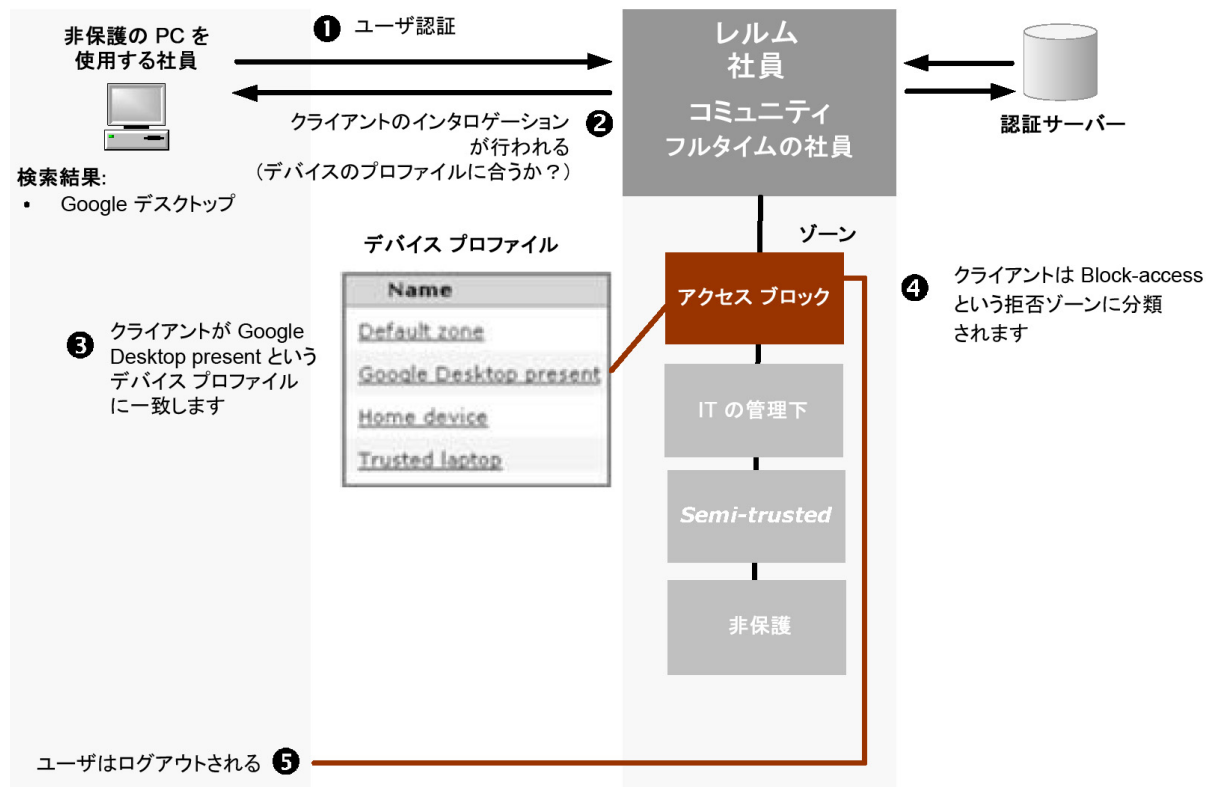 非保護の PC を
使用する社員
❶ ユーザ認証
レルム
社員
コミュニティ
フルタイムの社員
認証サーバー
クライアントのインタロゲーション ❷
が行われる
(デバイスのプロファイルに合うか?)
検索結果:
• Google デスクトップ
デバイス プロファイル
Name
Default zone
Google Desktop present
Home device
Trusted laptop
❸ クライアントが Google
Desktop present という
デバイス プロファイル
に一致します
ゾーン
アクセス ブロック
❹ クライアントは Block-access
という拒否ゾーンに分類
されます
IT の管理下
Semi-trusted
非保護
ユーザはログアウトされる ❺